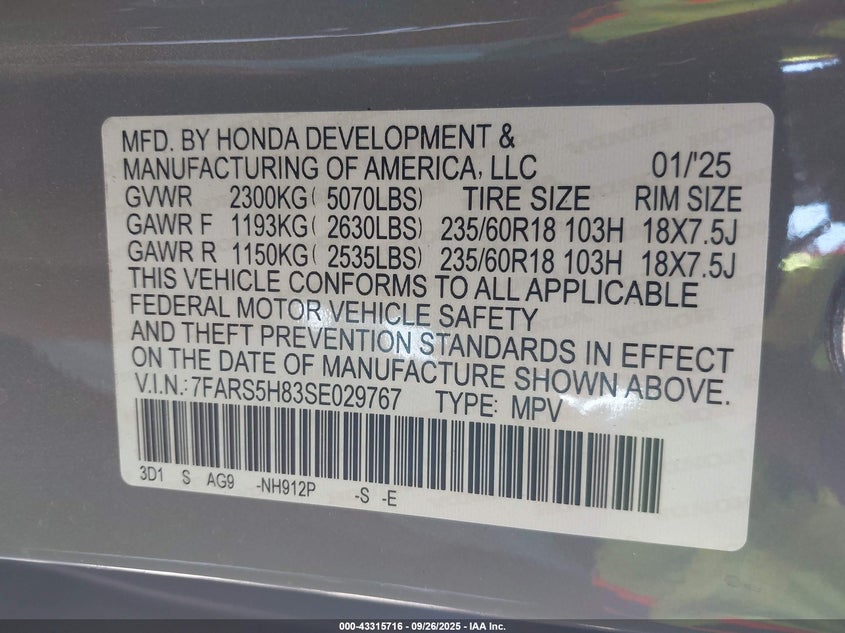 MFD. BY HONDA DEVELOPMENT &
MANUFACTURING OF AMERICA, LLC 01/'25
GVWR 2300KG( 5070LBS) TIRE SIZE RIM SIZE
GAWR F 1193KG( 2630LBS) 235/60R18 103H 18X7.5J
GAWR R 1150KG( 2535LBS) 235/60R18 103H 18X7.5J
THIS VEHICLE CONFORMS TO ALL APPLICABLE
FEDERAL MOTOR VEHICLE SAFETY
AND THEFT PREVENTION STANDARDS IN EFFECT
ON THE DATE OF MANUFACTURE SHOWN ABOVE.
V.I.N.:7FARS5H83SE029767 TYPE: MPV
3D1 S AG9 -NH912P -S -E
000-43315716 - 09/26/2025 - IAA Inc.